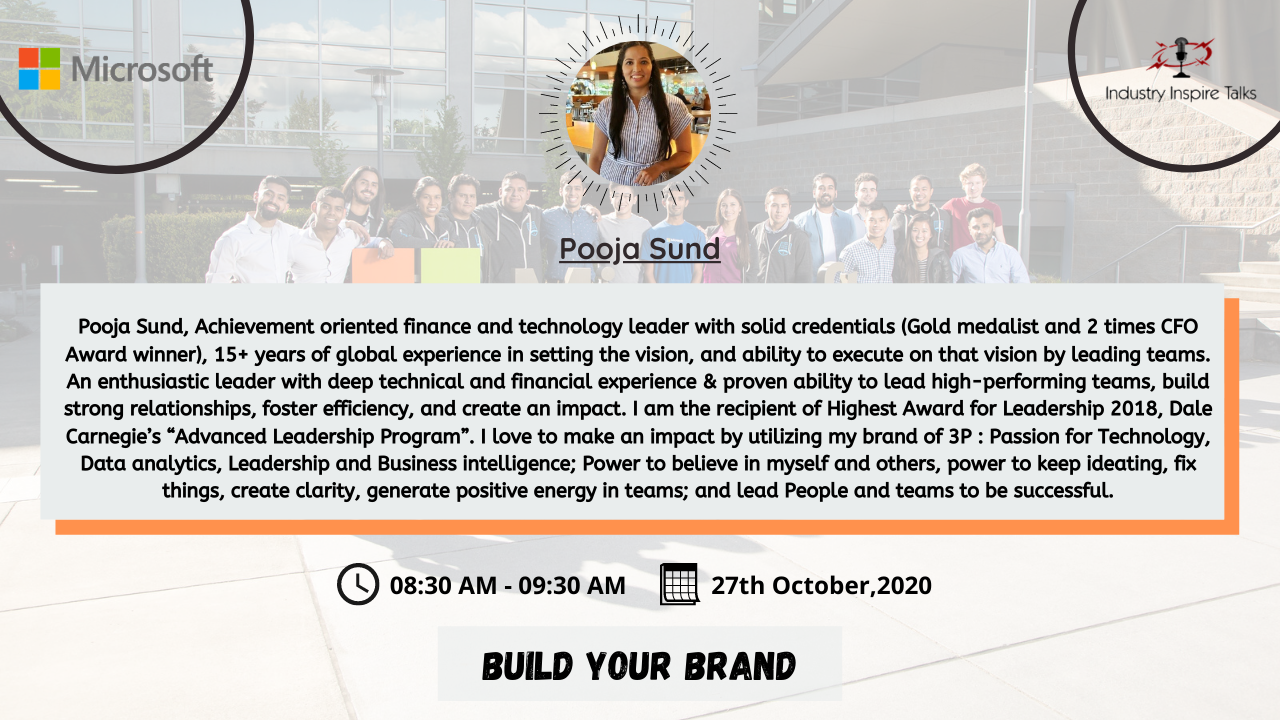 Microsoft
Industry Inspire Talks
Pooja Sund
Pooja Sund, Achievement oriented finance and technology leader with solid credentials (Gold medalist and 2 times CFO
Award winner), 15+ years of global experience in setting the vision, and ability to execute on that vision by leading teams.
An enthusiastic leader with deep technical and financial experience & proven ability to lead high-performing teams, build
strong relationships, foster efficiency, and create an impact. I am the recipient of Highest Award for Leadership 2018, Dale
Carnegie’s “Advanced Leadership Program”. I love to make an impact by utilizing my brand of 3P : Passion for Technology,
Data analytics, Leadership and Business intelligence; Power to believe in myself and others, power to keep ideating, fix
things, create clarity, generate positive energy in teams; and lead People and teams to be successful.
08:30 AM - 09:30 AM
27th October,2020
BUILD YOUR BRAND